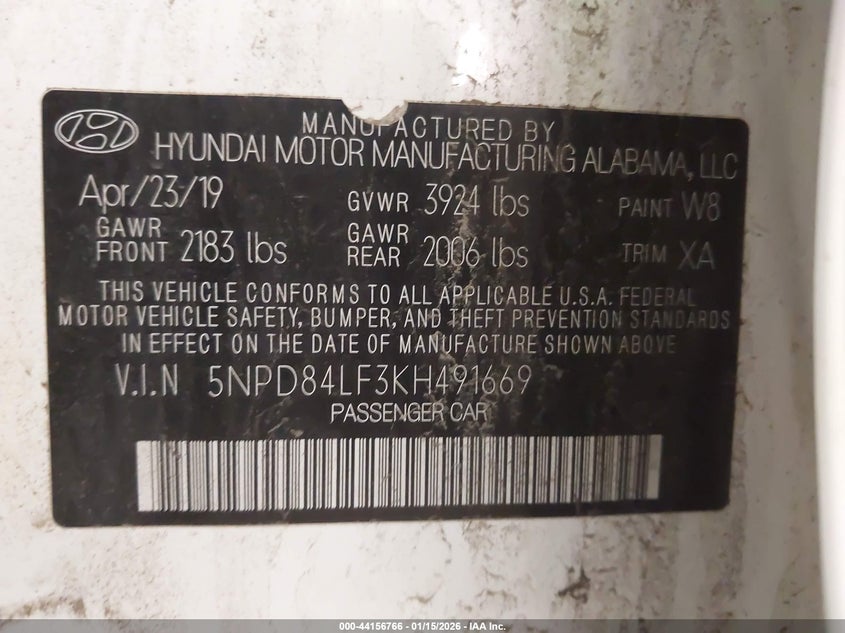 MANUFACTURED BY
HYUNDAI MOTOR MANUFACTURING ALABAMA, LLC
Apr/23/19 GVWR 3924 lbs PAINT W8
GAWR FRONT 2183 lbs GAWR REAR 2006 lbs TRIM XA
THIS VEHICLE CONFORMS TO ALL APPLICABLE U.S.A. FEDERAL
MOTOR VEHICLE SAFETY, BUMPER, AND THEFT PREVENTION STANDARDS
IN EFFECT ON THE DATE OF MANUFACTURE SHOWN ABOVE
V.I.N 5NPD84LF3KH491669
PASSENGER CAR
000-44156766 - 01/15/2026 - IAA Inc.